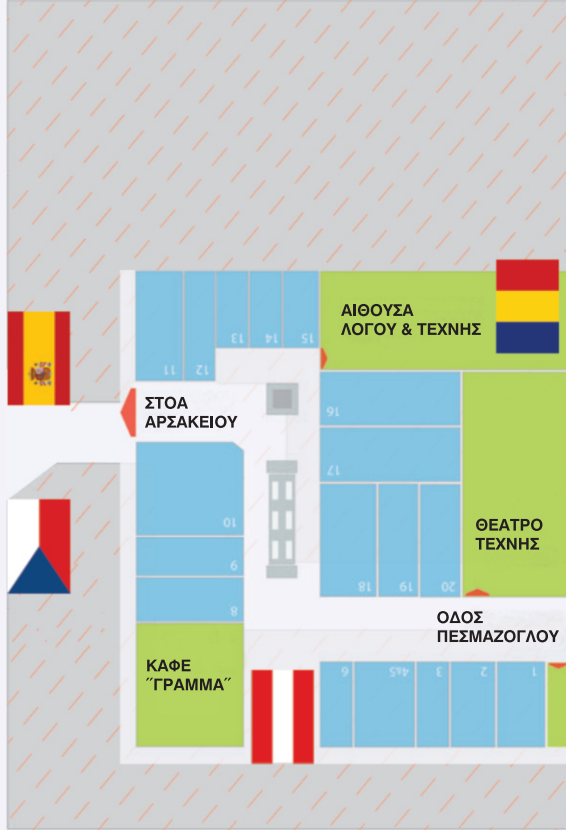 ΑΙΘΟΥΣΑ
ΛΟΓΟΥ & ΤΕΧΝΗΣ
15
14
13
12
11
ΣΤΟΑ
ΑΡΣΑΚΕΙΟΥ
16
17
10
9
8
18
19
20
ΘΕΑΤΡΟ
ΤΕΧΝΗΣ
ΟΔΟΣ
ΠΕΣΜΑΖΟΓΛΟΥ
ΚΑΦΕ
˝ΓΡΑΜΜΑ˝
6
4&5
3
2
1